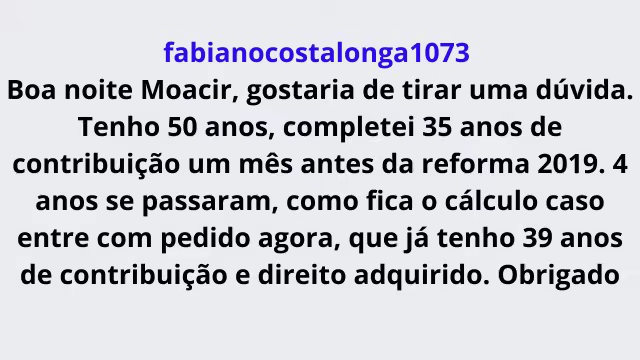 fabianocostalonga1073
Boa noite Moacir, gostaria de tirar uma dúvida.
Tenho 50 anos, completei 35 anos de
contribuição um mês antes da reforma 2019. 4
anos se passaram, como fica o cálculo caso
entre com pedido agora, que já tenho 39 anos
de contribuição e direito adquirido. Obrigado